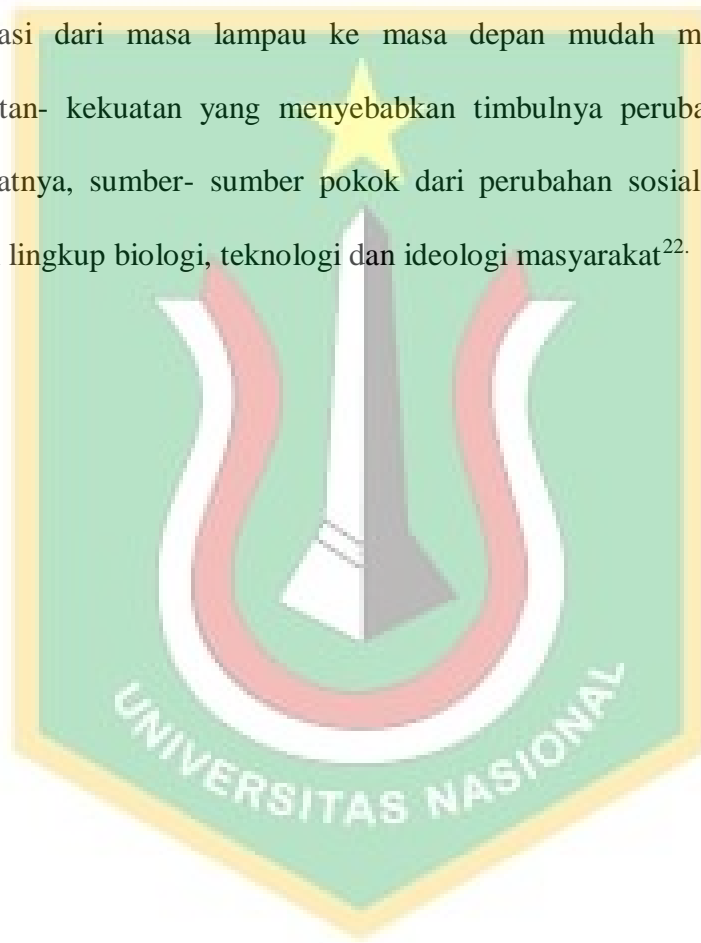 asi dari masa lampau ke masa depan mudah m
tan- kekuatan yang menyebabkan timbulnya peruba
atnya, sumber- sumber pokok dari perubahan sosial
lingkup biologi, teknologi dan ideologi masyarakat22.
UNIVERSITAS NASIONAL